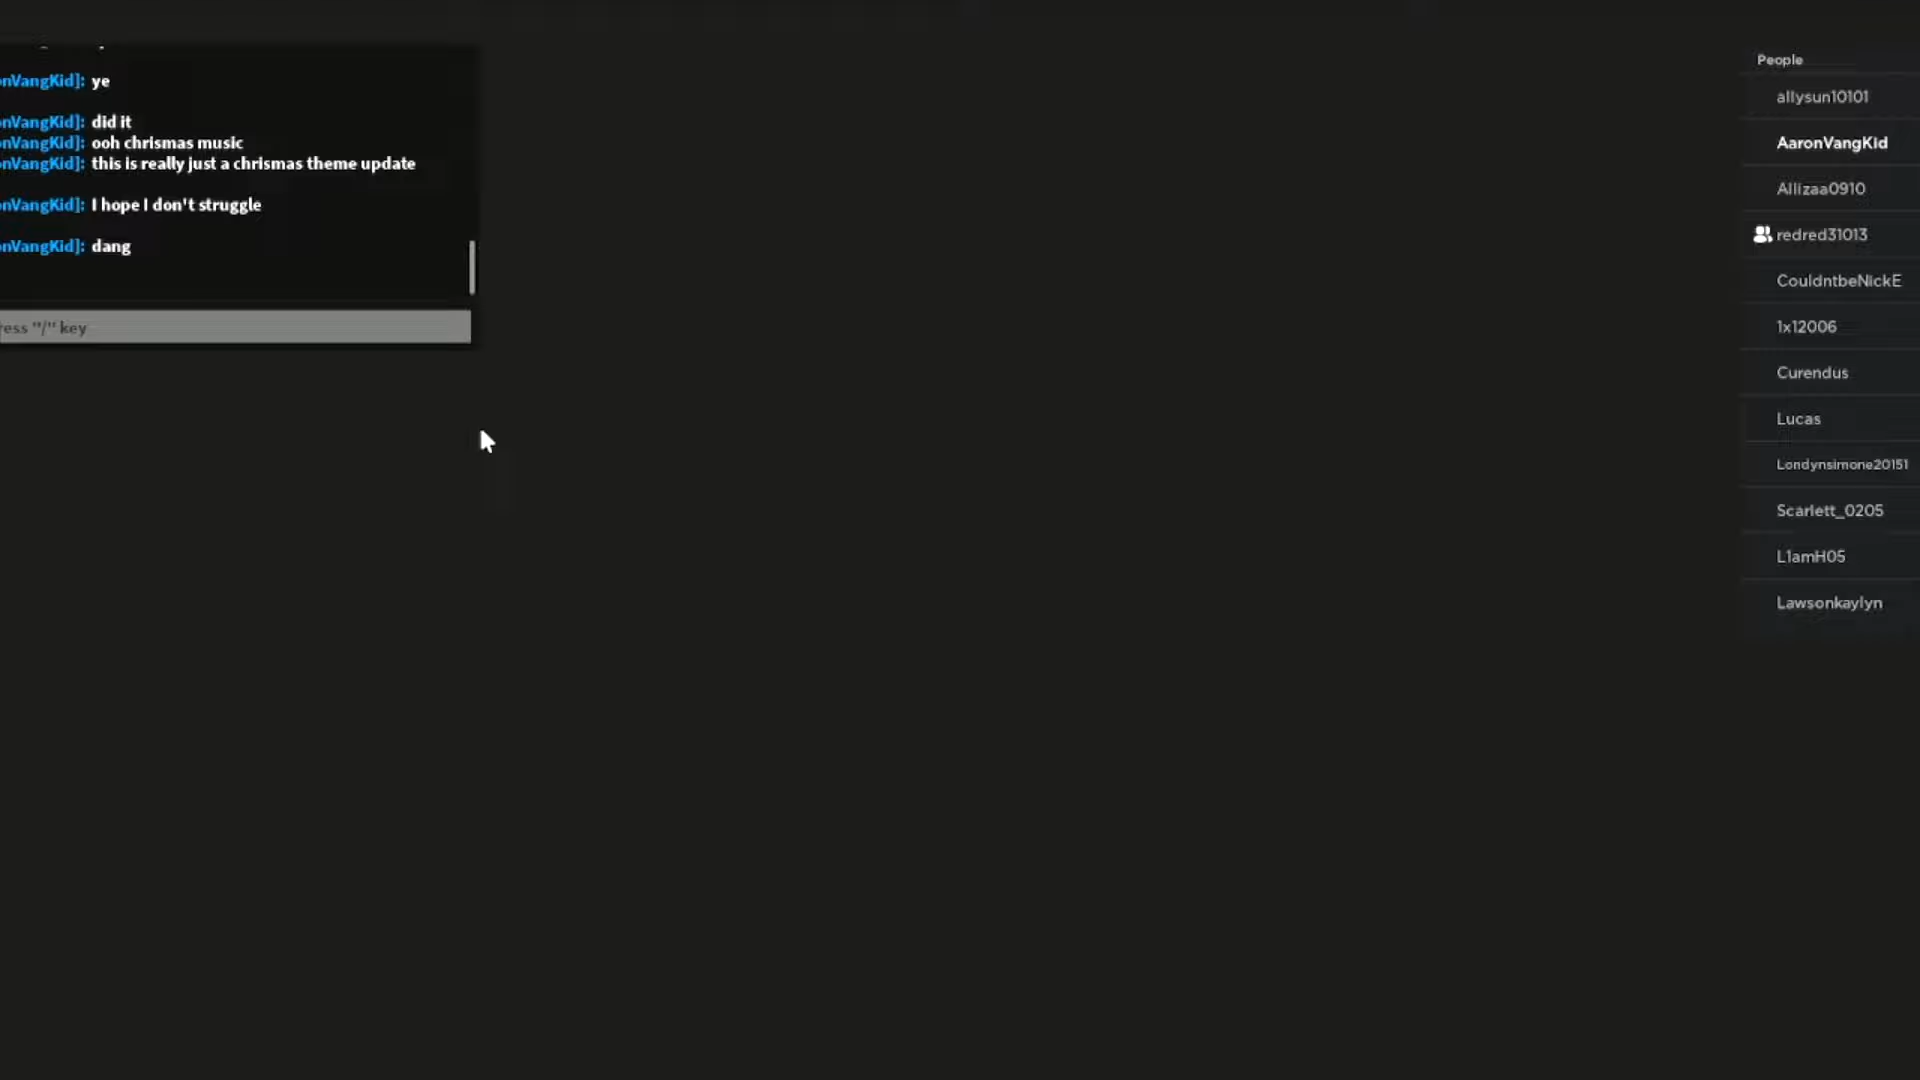 nVangKid]: ye
nVangKid]: did it
nVangKid]: ooh chrismas music
nVangKid]: this is really just a chrismas theme update
nVangKid]: I hope I don't struggle
nVangKid]: dang
ress "/" key
People
allysun10101
AaronVangKid
Allizaa0910
redred31013
CouldntbeNickE
1x12006
Curendus
Lucas
Londynsimone20151
Scarlett_0205
L1amH05
Lawsonkaylyn